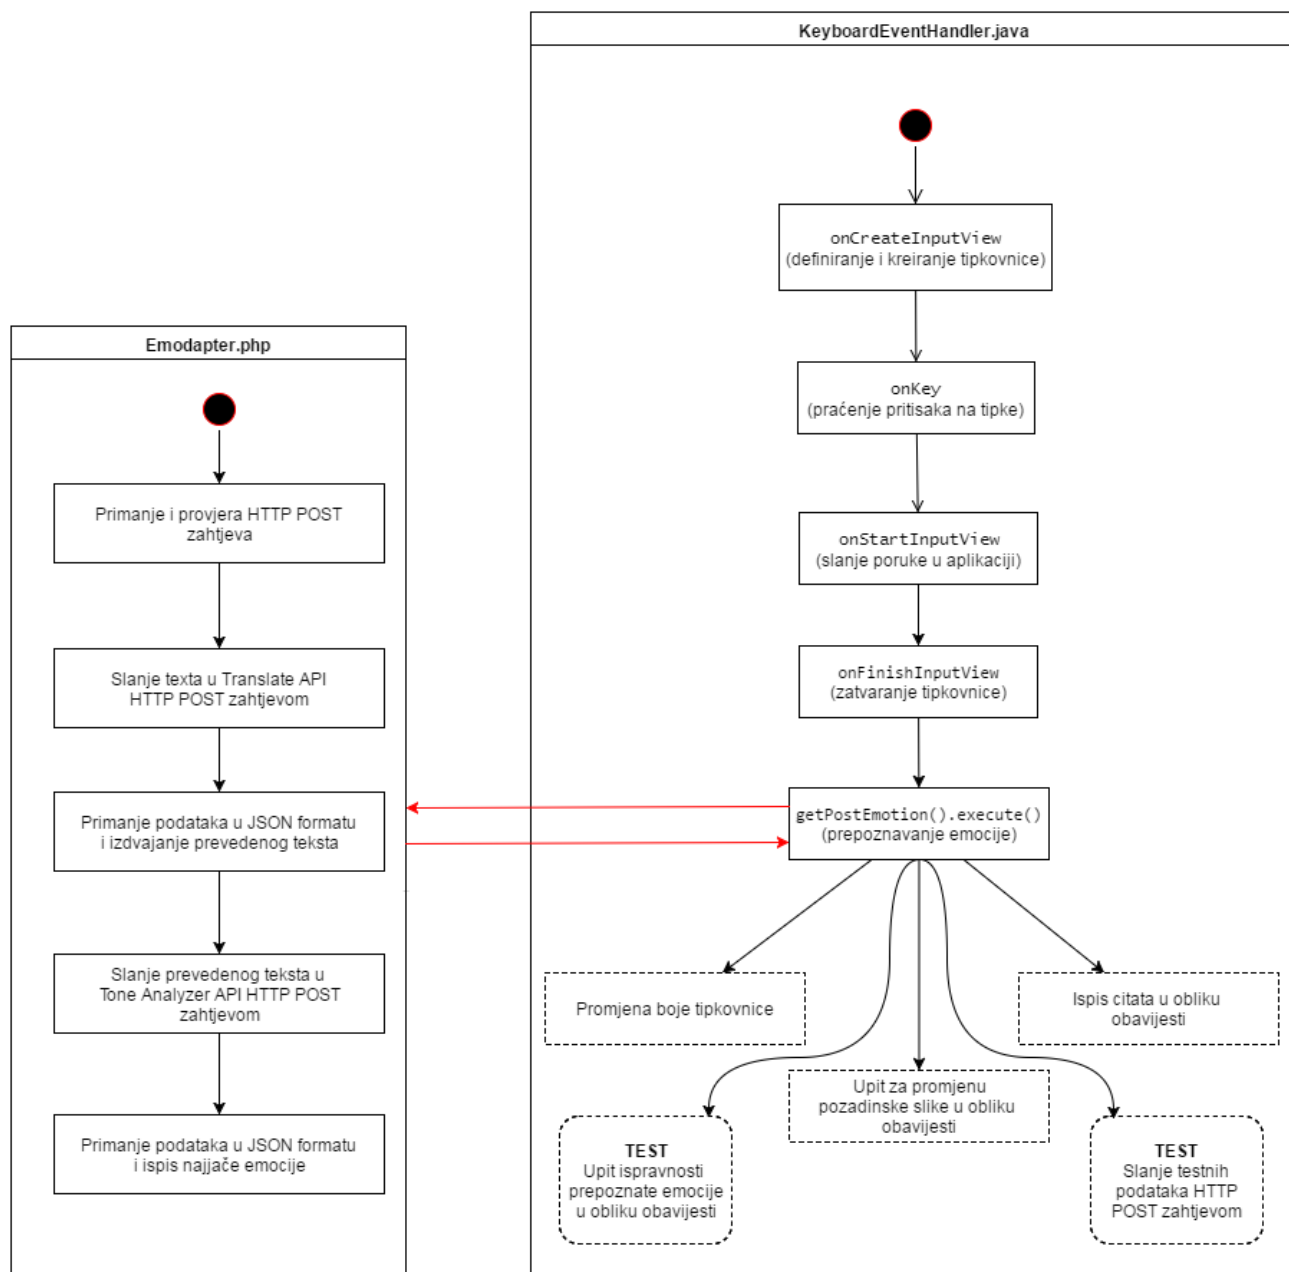 KeyboardEventHandler.java
onCreateInputView
(definiranje i kreiranje tipkovnice)
onKey
(praćenje pritisaka na tipke)
onStartInputView
(slanje poruke u aplikaciji)
onFinishInputView
(zatvaranje tipkovnice)
getPostEmotion().execute()
(prepoznavanje emocije)
Promjena boje tipkovnice
Ispis citata u obliku
obavijesti
Upit za promjenu
pozadinske slike u obliku
obavijesti
TEST
Upit ispravnosti
prepoznate emocije
u obliku obavijesti
TEST
Slanje testnih
podataka HTTP
POST zahtjevom
Emodapter.php
Primanje i provjera HTTP POST
zahtjeva
Slanje texta u Translate API
HTTP POST zahtjevom
Primanje podataka u JSON formatu
i izdvajanje prevedenog teksta
Slanje prevedenog teksta u
Tone Analyzer API HTTP POST
zahtjevom
Primanje podataka u JSON formatu
i ispis najjače emocije